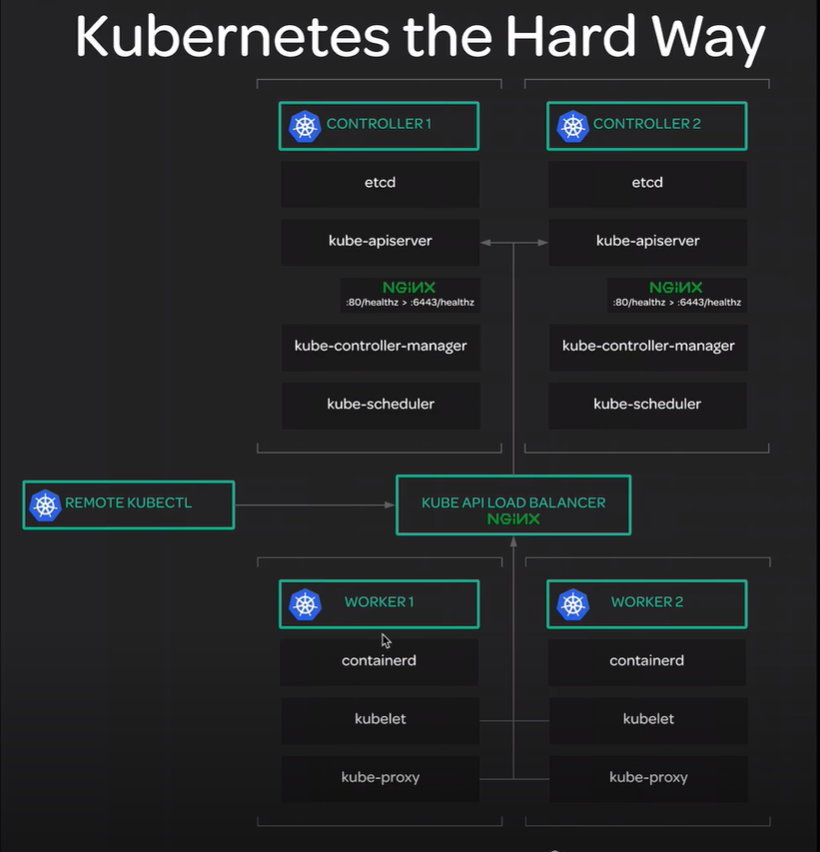 Kubernetes the Hard Way
CONTROLLER 1
etcd
kube-apiserver
NGINX
:80/healthz > :6443/healthz
kube-controller-manager
kube-scheduler
CONTROLLER 2
etcd
kube-apiserver
NGINX
:80/healthz > :6443/healthz
kube-controller-manager
kube-scheduler
REMOTE KUBECTL
KUBE API LOAD BALANCER
NGINX
WORKER 1
containerd
kubelet
kube-proxy
WORKER 2
containerd
kubelet
kube-proxy